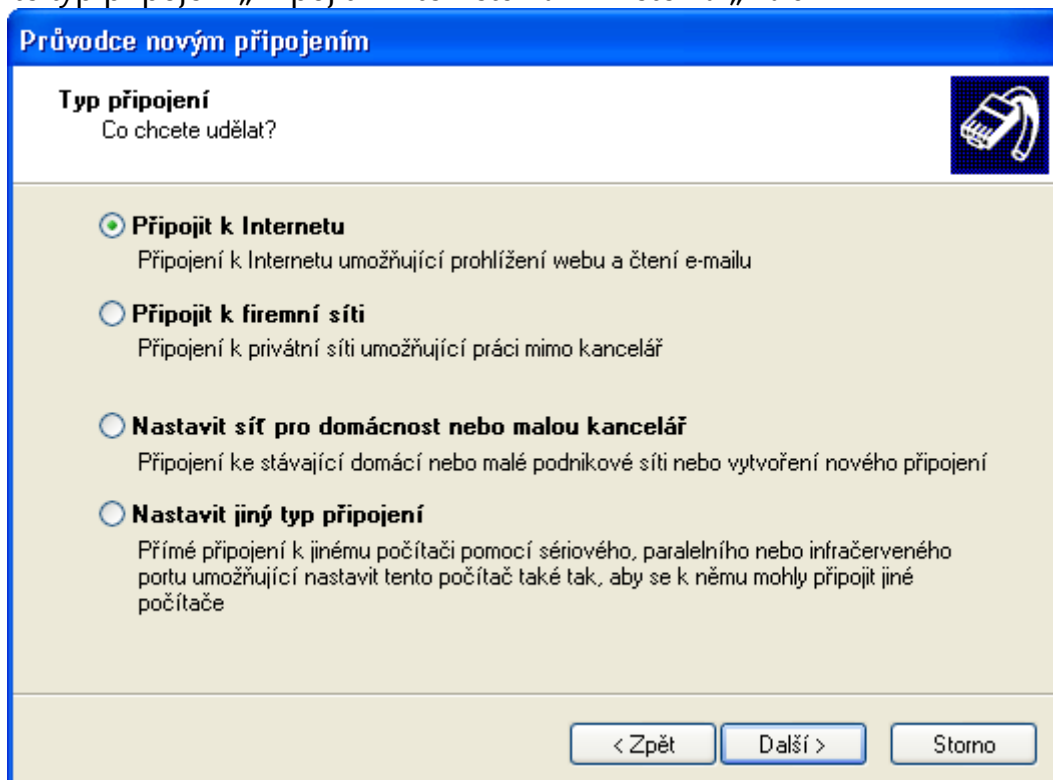 Průvodce novým připojením
Typ připojení
Co chcete udělat?
Připojit k Internetu
Připojení k Internetu umožňující prohlížení webu a čtení e-mailu
Připojit k firemní síti
Připojení k privátní síti umožňující práci mimo kancelář
Nastavit síť pro domácnost nebo malou kancelář
Připojení ke stávající domácí nebo malé podnikové síti nebo vytvoření nového připojení
Nastavit jiný typ připojení
Přímé připojení k jinému počítači pomocí sériového, paralelního nebo infračerveného
portu umožňující nastavit tento počítač také tak, aby se k němu mohly připojit jiné
počítače
< Zpět
Další >
Storno